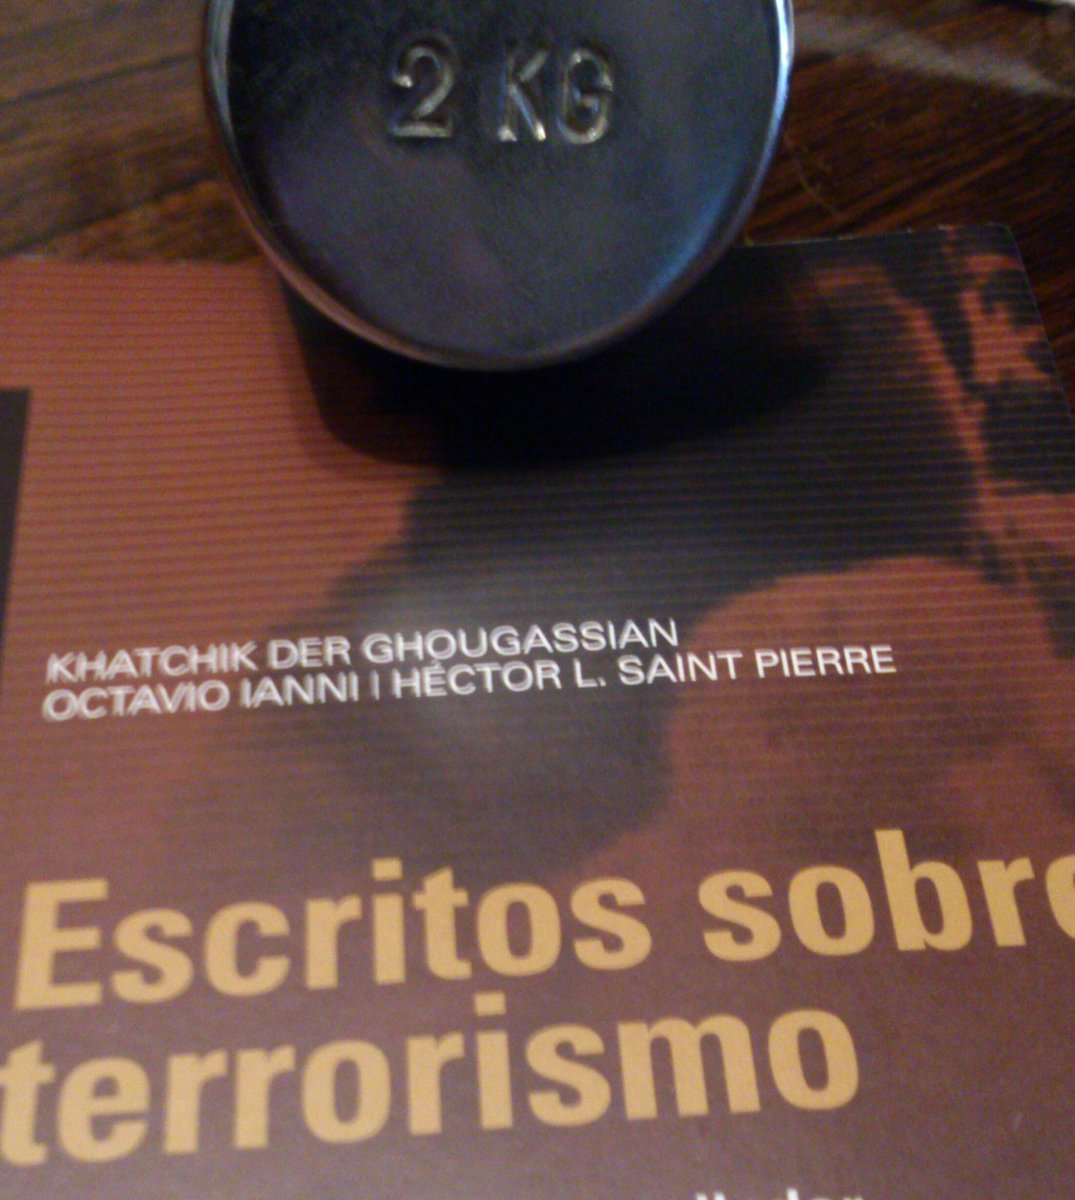 2 KG
KHATCHIK DER GHOUGASSIAN
OCTAVIO IANNI | HÉCTOR L. SAINT PIERRE
Escritos sobre
terrorismo